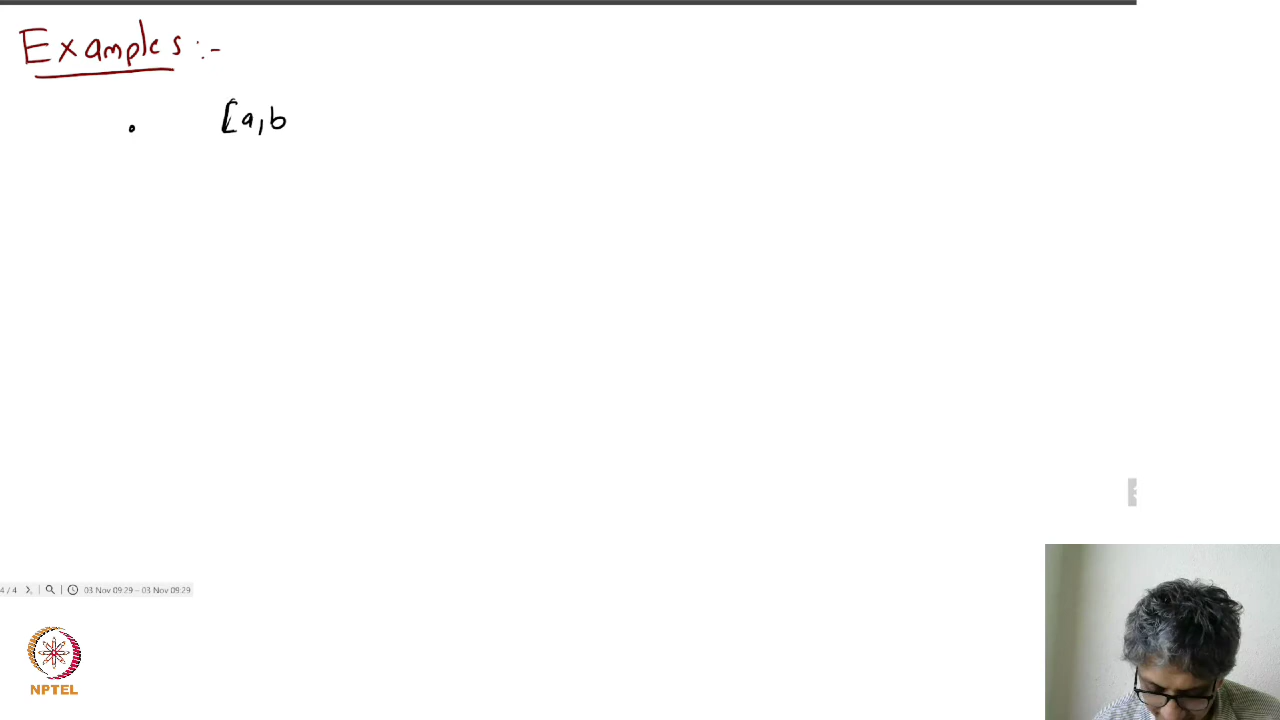 Examples :-
• [a,b
4 / 4 03 Nov 09:29 – 03 Nov 09:29
NPTEL